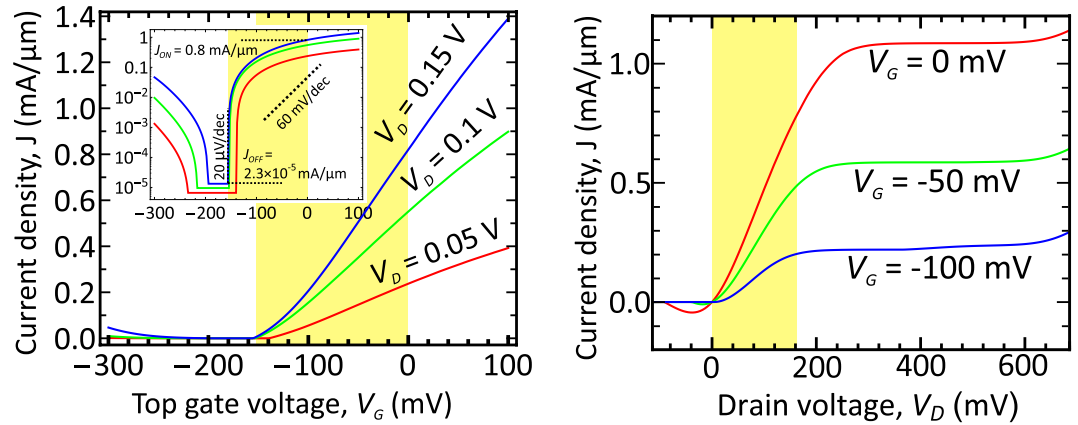 Current density, J (mA/μm)
1.4
1.2
1.0
0.8
0.6
0.4
0.2
0.0
−300
−200
−100
0
100
Top gate voltage, V_G (mV)
V_D = 0.15 V
V_D = 0.1 V
V_D = 0.05 V
1
0.1
10⁻²
10⁻³
10⁻⁴
10⁻⁵
−300
−200
−100
0
100
J_ON = 0.8 mA/μm
60 mV/dec
20 μV/dec
J_OFF =
2.3×10⁻⁵mA/μm
Current density, J (mA/μm)
1.0
0.5
0.0
0
200
400
600
Drain voltage, V_D (mV)
V_G = 0 mV
V_G = -50 mV
V_G = -100 mV